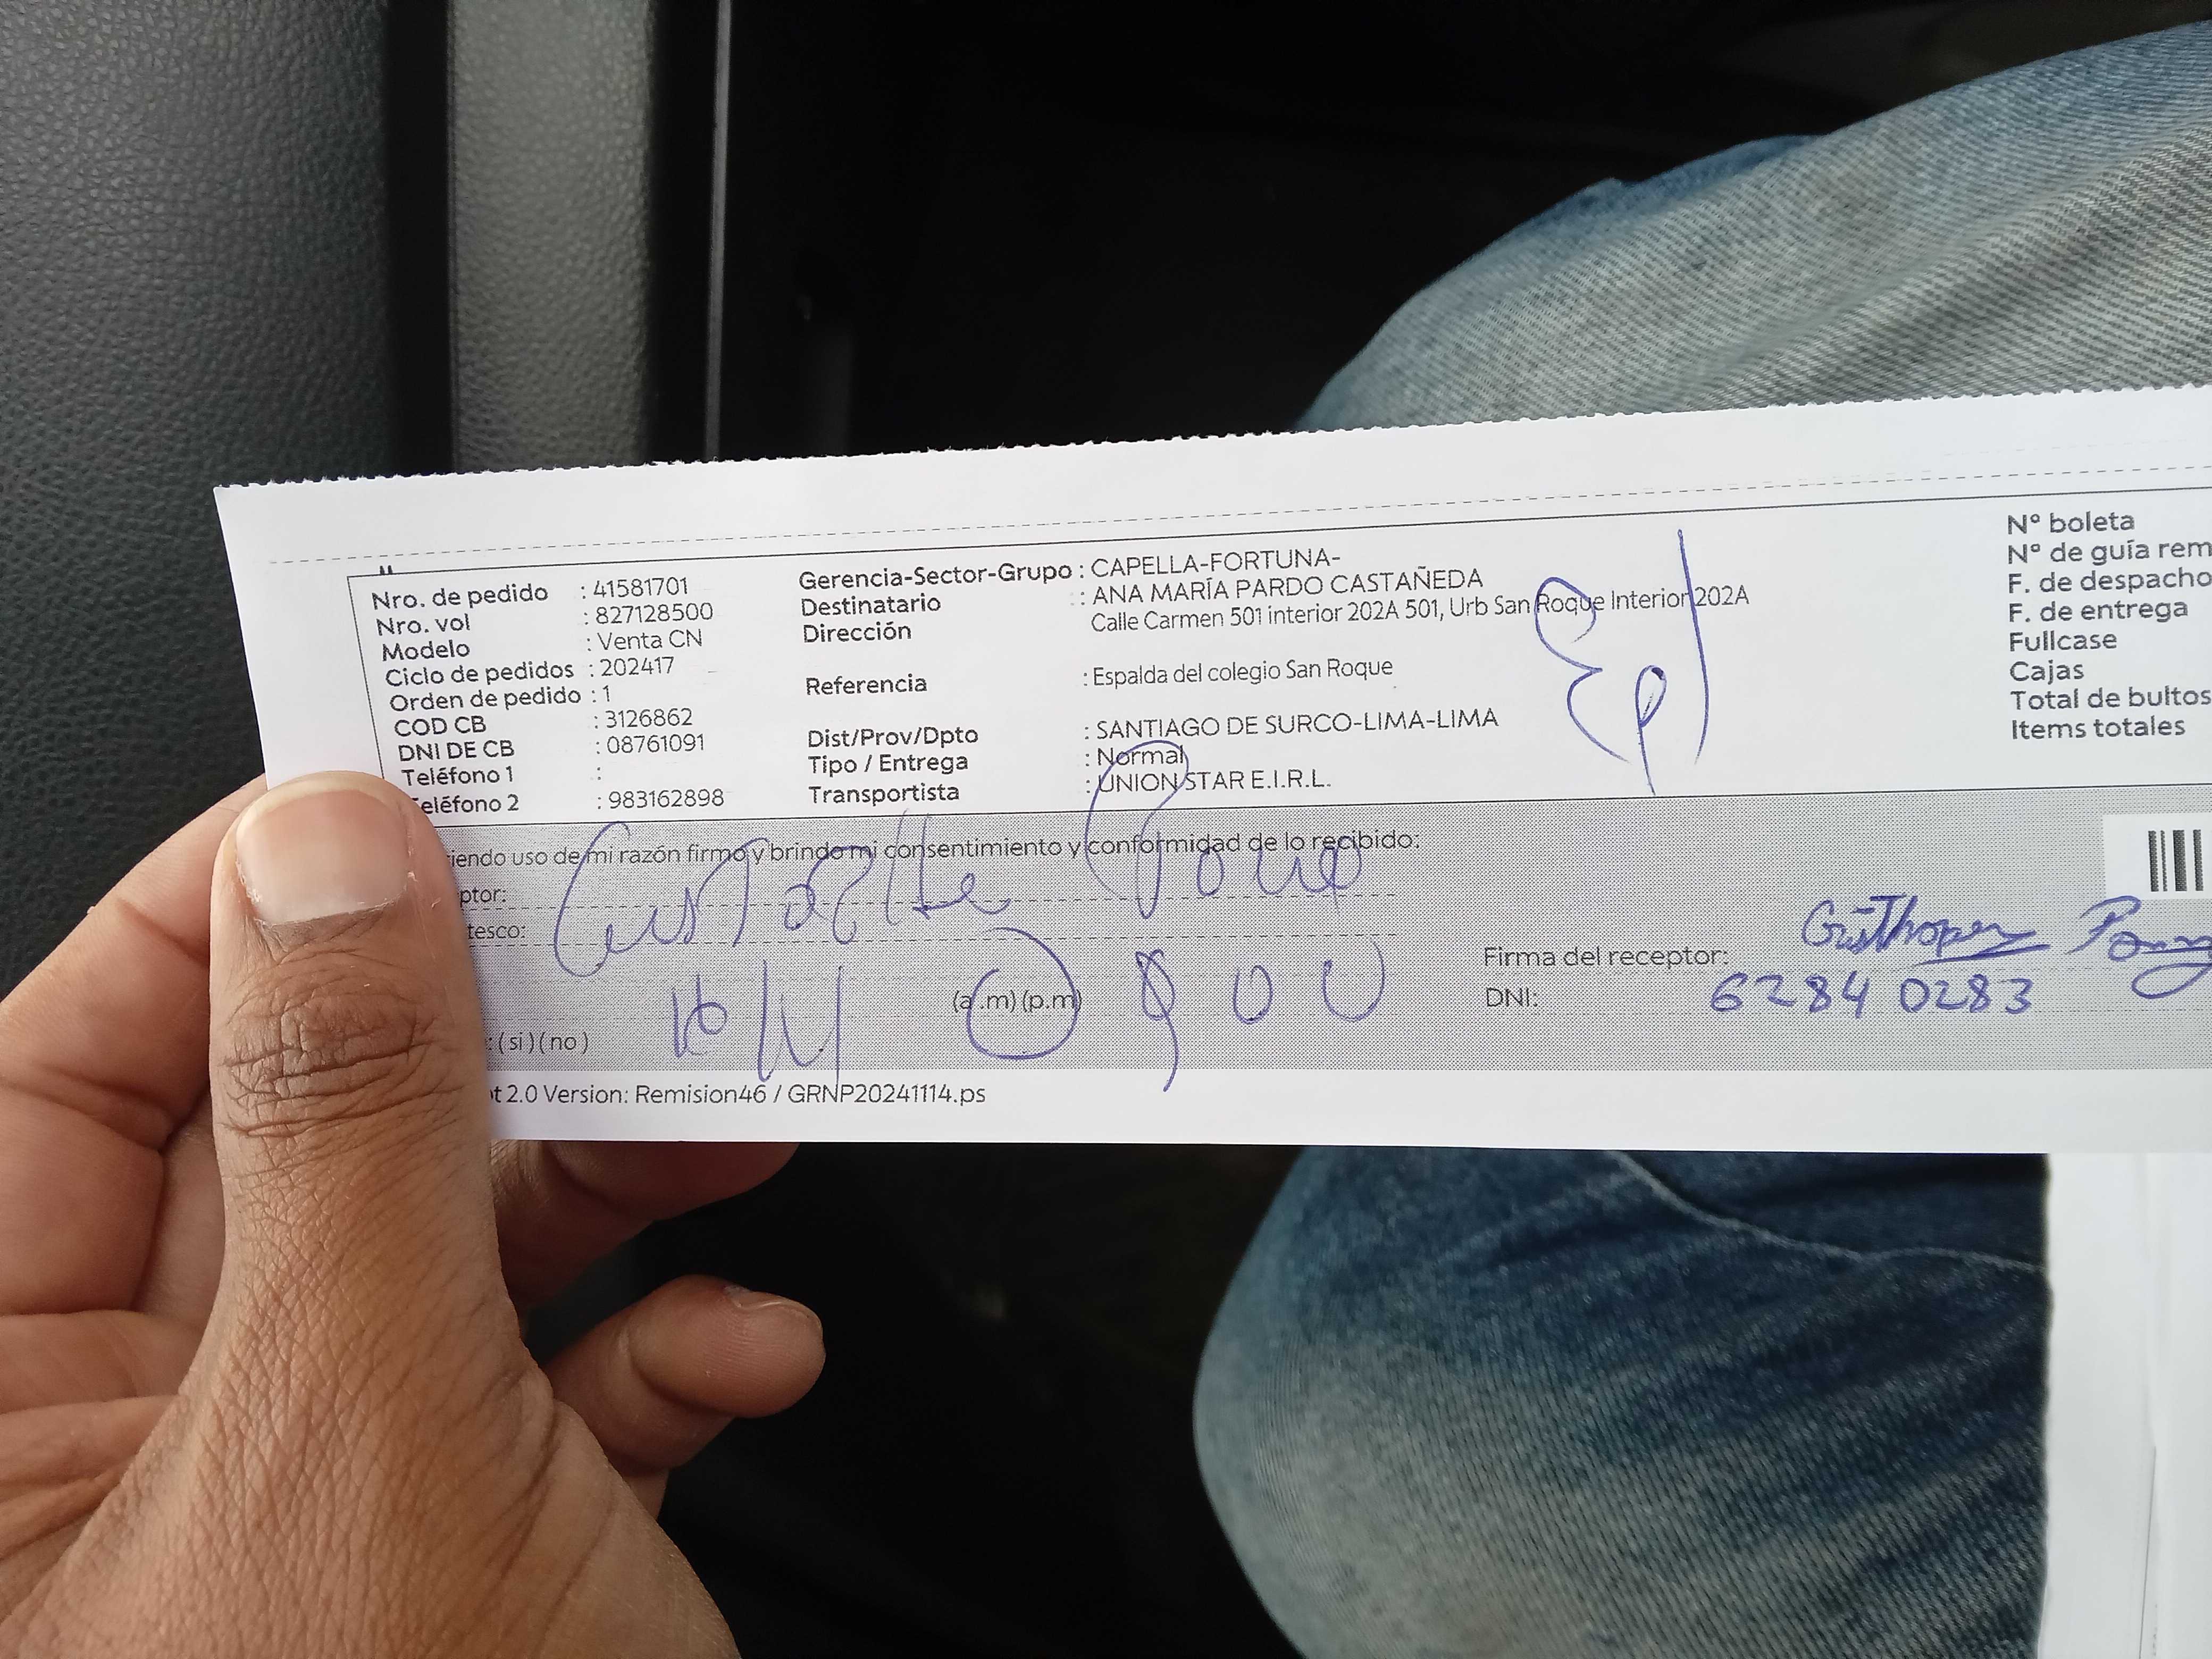 Nro. de pedido : 41581701
Nro. vol : 827128500
Modelo : Venta CN
Ciclo de pedidos : 202417
Orden de pedido : 1
COD CB : 3126862
DNI DE CB : 08761091
Teléfono 1 :
eléfono 2 : 983162898
Gerencia-Sector-Grupo : CAPELLA-FORTUNA-
Destinatario : ANA MARÍA PARDO CASTAÑEDA
Dirección Calle Carmen 501 interior 202A 501, Urb San Roque Interior 202A
Referencia : Espalda del colegio San Roque
Dist/Prov/Dpto : SANTIAGO DE SURCO-LIMA-LIMA
Tipo / Entrega : Normal
Transportista : UNION STAR E.I.R.L.
N° boleta
N° de guía rem
F. de despacho
F. de entrega
Fullcase
Cajas
Total de bultos
Items totales
iendo uso de mi razón firmo y brindo mi consentimiento y conformidad de lo recibido:
ptor:
tesco:
(a.m) (p.m)
: (si) (no)
Firma del receptor:
DNI: 62840283
t 2.0 Version: Remision46 / GRNP20241114.ps